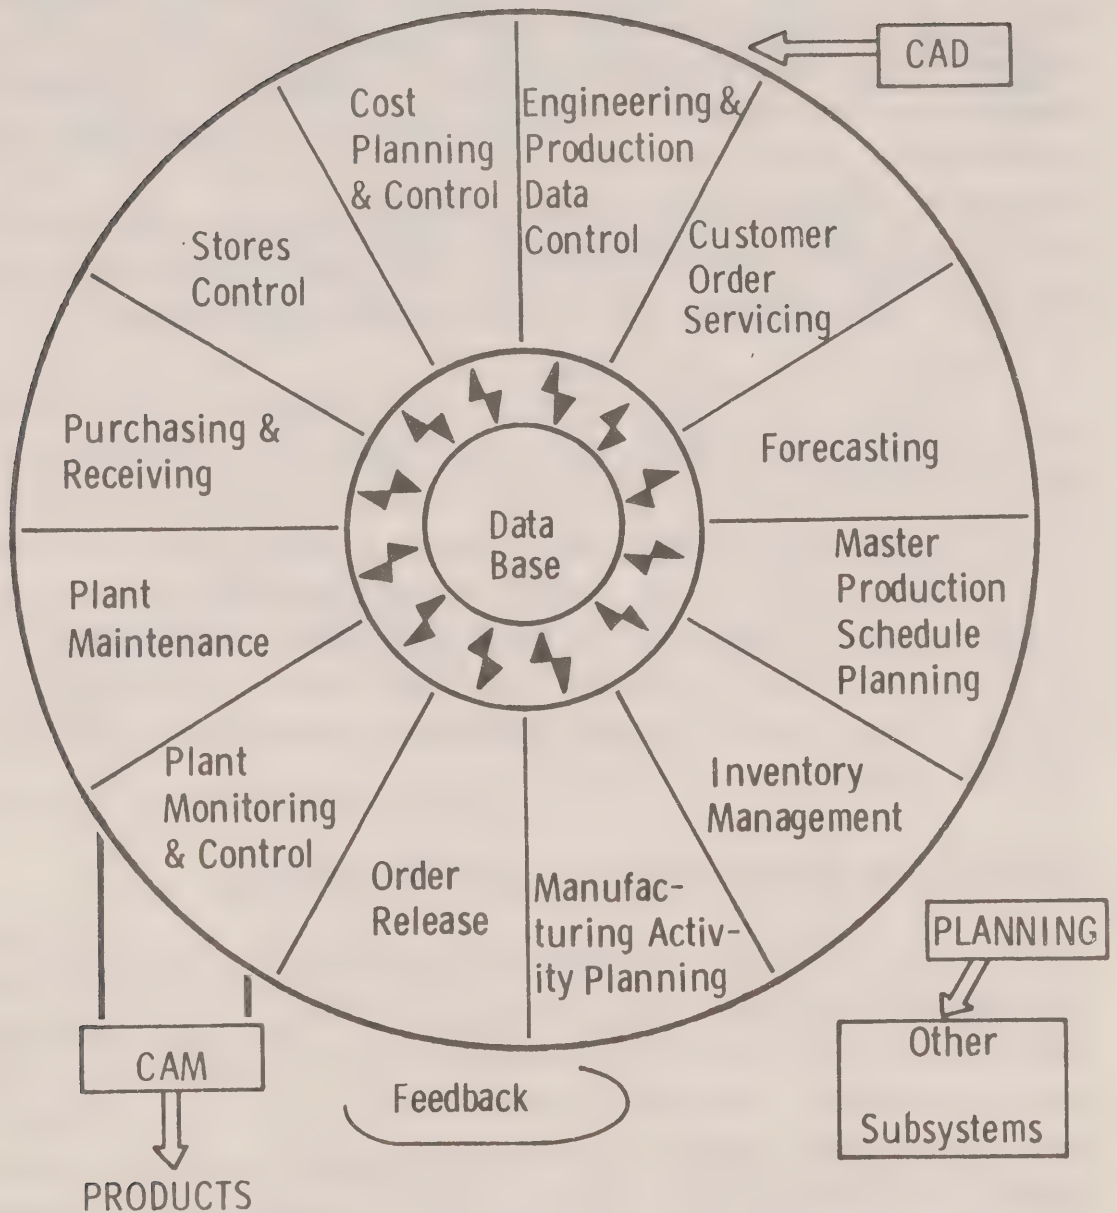 CAD
Cost
Planning
& Control
Engineering &
Production
Data
Control
Customer
Order
Servicing
Stores
Control
Forecasting
Purchasing &
Receiving
Data
Base
Master
Production
Schedule
Planning
Plant
Maintenance
Inventory
Management
Plant
Monitoring
& Control
Order
Release
Manufac-
turing Activ-
ity Planning
PLANNING
Other
Subsystems
CAM
Feedback
PRODUCTS